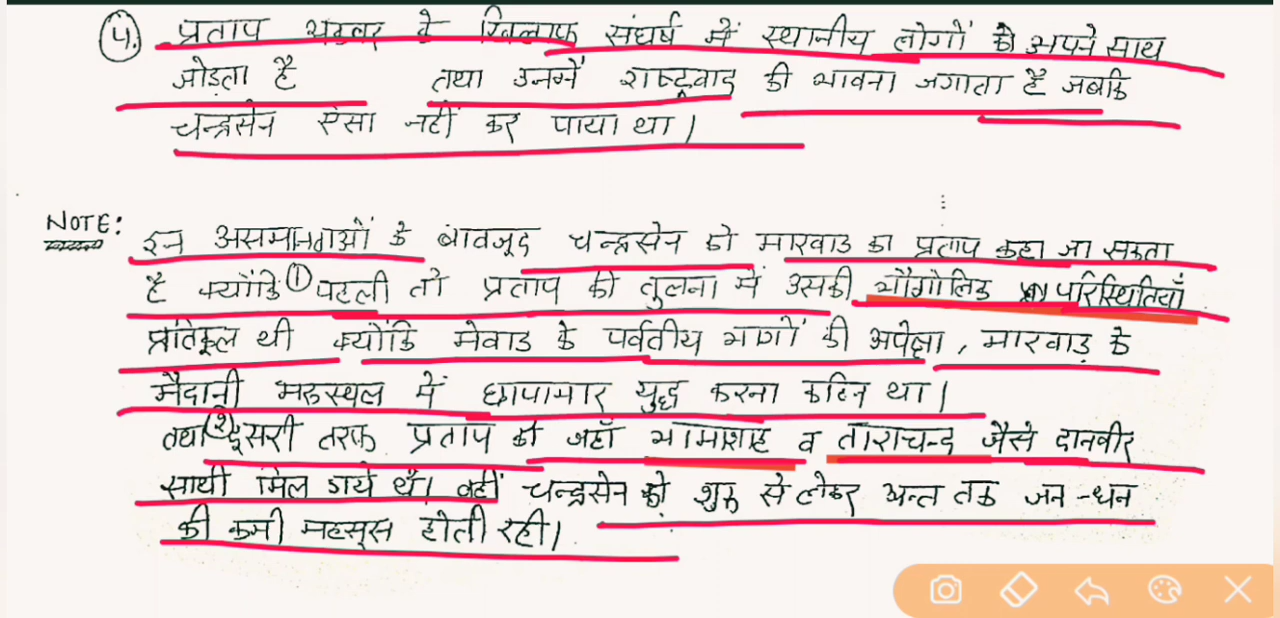 ५. प्रताप अकबर के खिलाफ संघर्ष में स्थानीय लोगों को अपने साथ
जोड़ता है तथा उनमें राष्ट्रवाद की भावना जगाता है जबकि
चन्द्रसेन ऐसा नहीं कर पाया था।
NOTE: इन असमानताओं के बावजूद चन्द्रसेन को मारवाड का प्रताप कहा जा सकता
है क्योंकि ① पहली तो प्रताप की तुलना में उसकी भौगोलिक परिस्थितियाँ
प्रतिकूल थी क्योंकि मेवाड के पर्वतीय भागों की अपेक्षा, मारवाड़ के
मैदानी मरुस्थल में छापामार युद्ध करना कठिन था।
तथा ② दूसरी तरफ प्रताप को जहाँ भामाशाह व ताराचन्द जैसे दानवीर
साथी मिल गये थे। वहीं चन्द्रसेन को शुरू से लेकर अन्त तक जन-धन
की कमी महसूस होती रही।